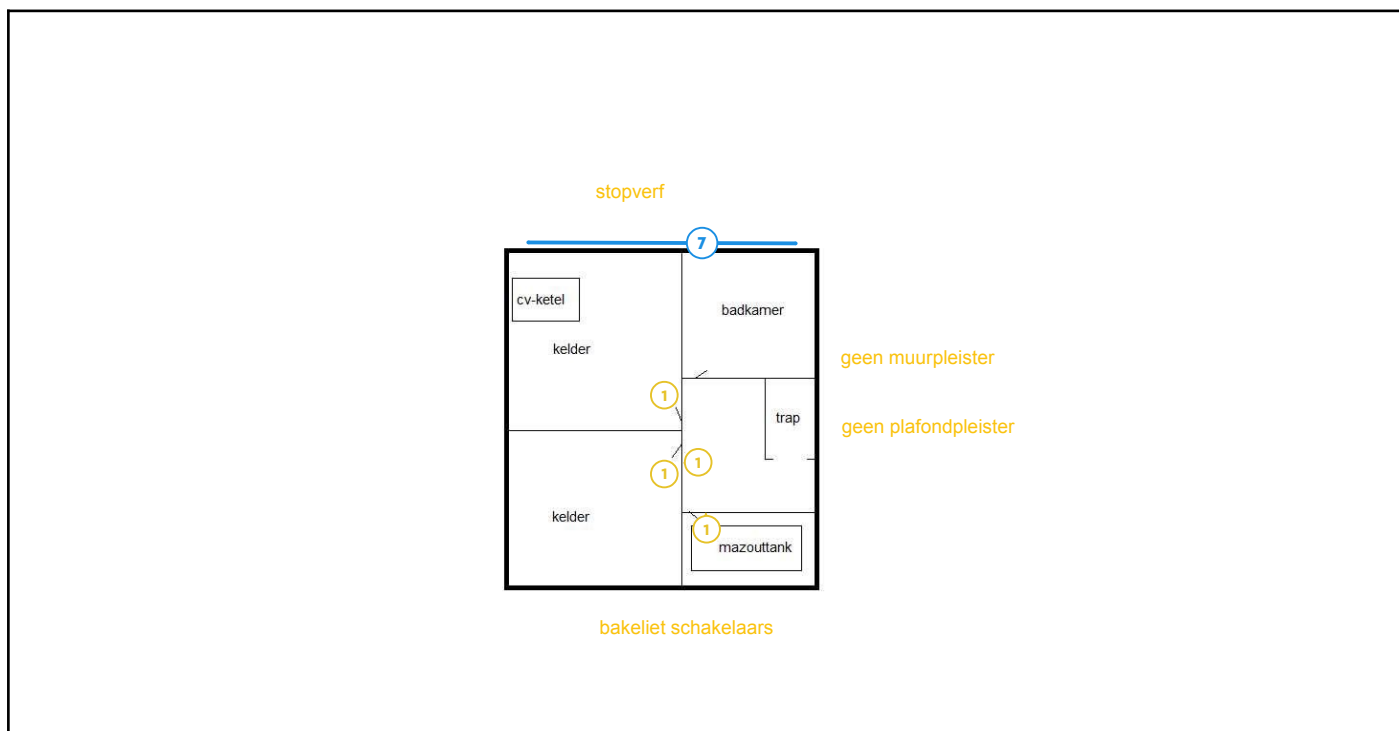 stopverf
7
cv-ketel
badkamer
kelder
geen muurpleister
1
trap
geen plafondpleister
1
1
kelder
1
mazouttank
bakeliet schakelaars